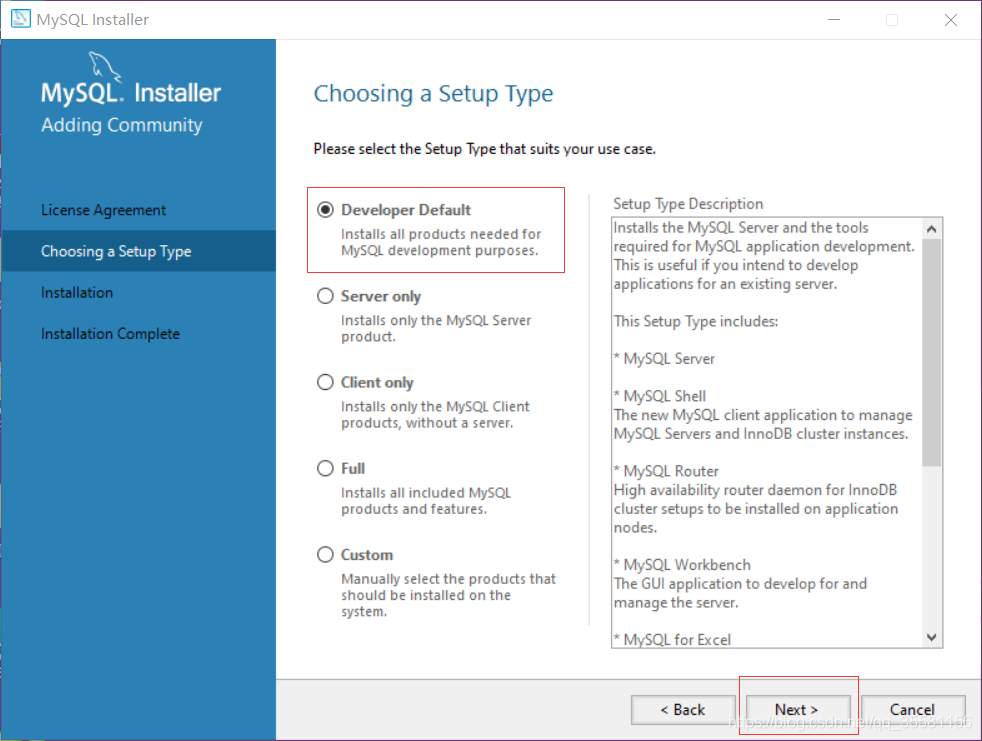 MySQL Installer
MySQL. Installer
Adding Community
License Agreement
Choosing a Setup Type
Installation
Installation Complete
Choosing a Setup Type
Please select the Setup Type that suits your use case.
Developer Default
Installs all products needed for
MySQL development purposes.
Server only
Installs only the MySQL Server
product.
Client only
Installs only the MySQL Client
products, without a server.
Full
Installs all included MySQL
products and features.
Custom
Manually select the products that
should be installed on the
system.
Setup Type Description
Installs the MySQL Server and the tools
required for MySQL application development.
This is useful if you intend to develop
applications for an existing server.
This Setup Type includes:
* MySQL Server
* MySQL Shell
The new MySQL client application to manage
MySQL Servers and InnoDB cluster instances.
* MySQL Router
High availability router daemon for InnoDB
cluster setups to be installed on application
nodes.
* MySQL Workbench
The GUI application to develop for and
manage the server.
* MySQL for Excel
< Back
Next >
Cancel